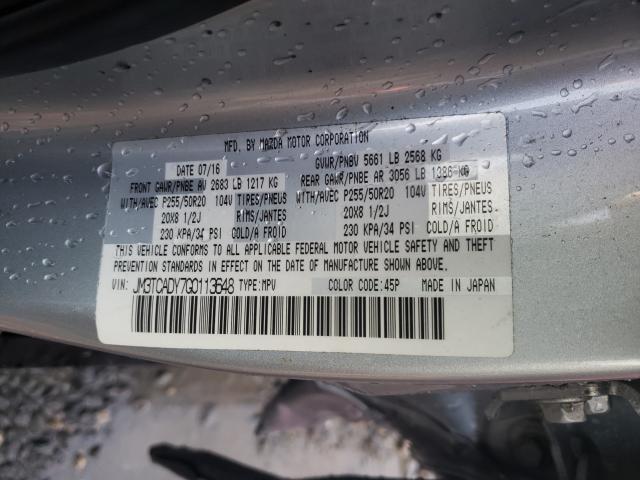 MFD. BY MAZDA MOTOR CORPORATION
DATE 07/16 GVWR/PNBV 5661 LB 2568 KG
FRONT GAWR/PNBE AV 2683 LB 1217 KG REAR GAWR/PNBE AR 3056 LB 1386 KG
WITH/AVEC P255/50R20 104V TIRES/PNEUS WITH/AVEC P255/50R20 104V TIRES/PNEUS
20X8 1/2J RIMS/JANTES 20X8 1/2J RIMS/JANTES
230 KPA/34 PSI COLD/A FROID 230 KPA/34 PSI COLD/A FROID
THIS VEHICLE CONFORMS TO ALL APPLICABLE FEDERAL MOTOR VEHICLE SAFETY AND THEFT
PREVENTION STANDARDS IN EFFECT ON THE DATE OF MANUFACTURE SHOWN ABOVE.
VIN: JM3TCADY7G0113648 TYPE:MPV COLOR CODE:45P MADE IN JAPAN